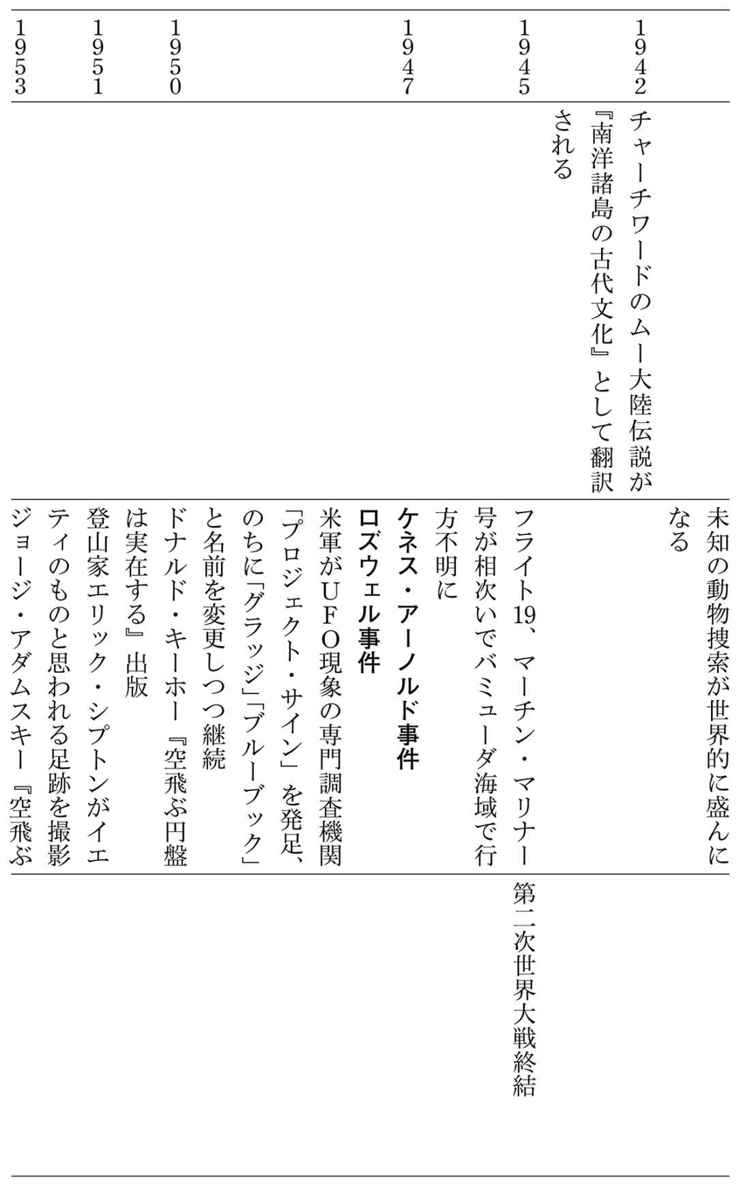 未知の動物捜索が世界的に盛んに
なる
1942
チャーチワードのムー大陸伝説が
『南洋諸島の古代文化』として翻訳
される
1945
フライト19、マーチン・マリナー
号が相次いでバミューダ海域で行
方不明に
第二次世界大戦終結
1947
ケネス・アーノルド事件
ロズウェル事件
米軍がUFO現象の専門調査機関
「プロジェクト・サイン」を発足、
のちに「グラッジ」「ブルーブック」
と名前を変更しつつ継続
1950
ドナルド・キーホー『空飛ぶ円盤
は実在する』出版
1951
登山家エリック・シプトンがイエ
ティのものと思われる足跡を撮影
1953
ジョージ・アダムスキー『空飛ぶ